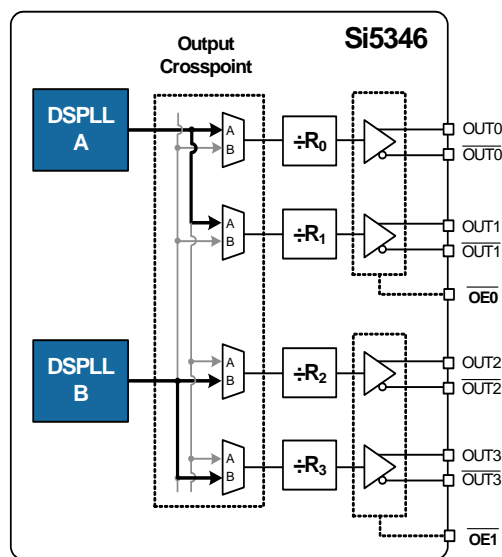 Si5346
Output
Crosspoint
DSPLL
A
A
B
÷R0
OUT0
OUT0
A
B
÷R1
OUT1
OUT1
OE0
DSPLL
B
A
B
÷R2
OUT2
OUT2
A
B
÷R3
OUT3
OUT3
OE1